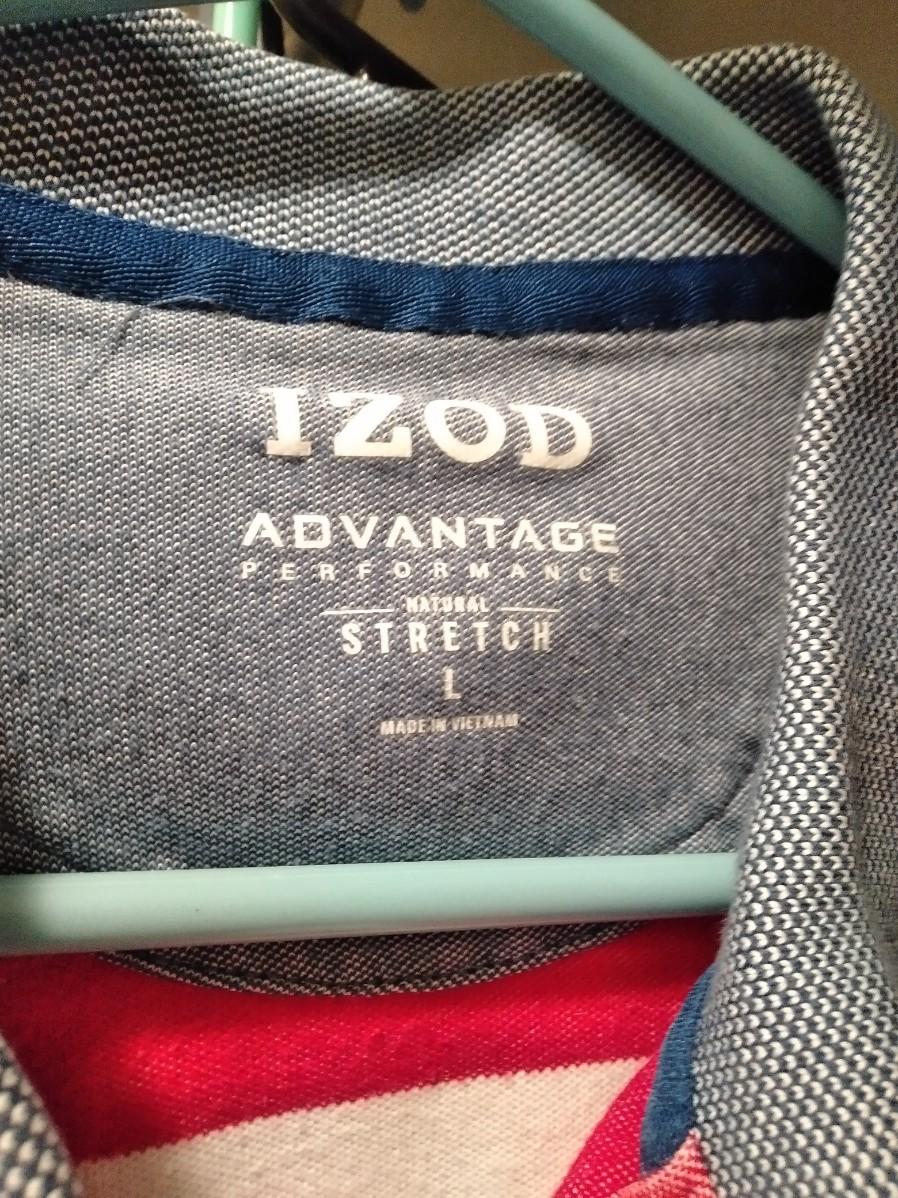 IZOD
ADVANTAGE
PERFORMANCE
NATURAL
STRETCH
L
MADE IN VIETNAM